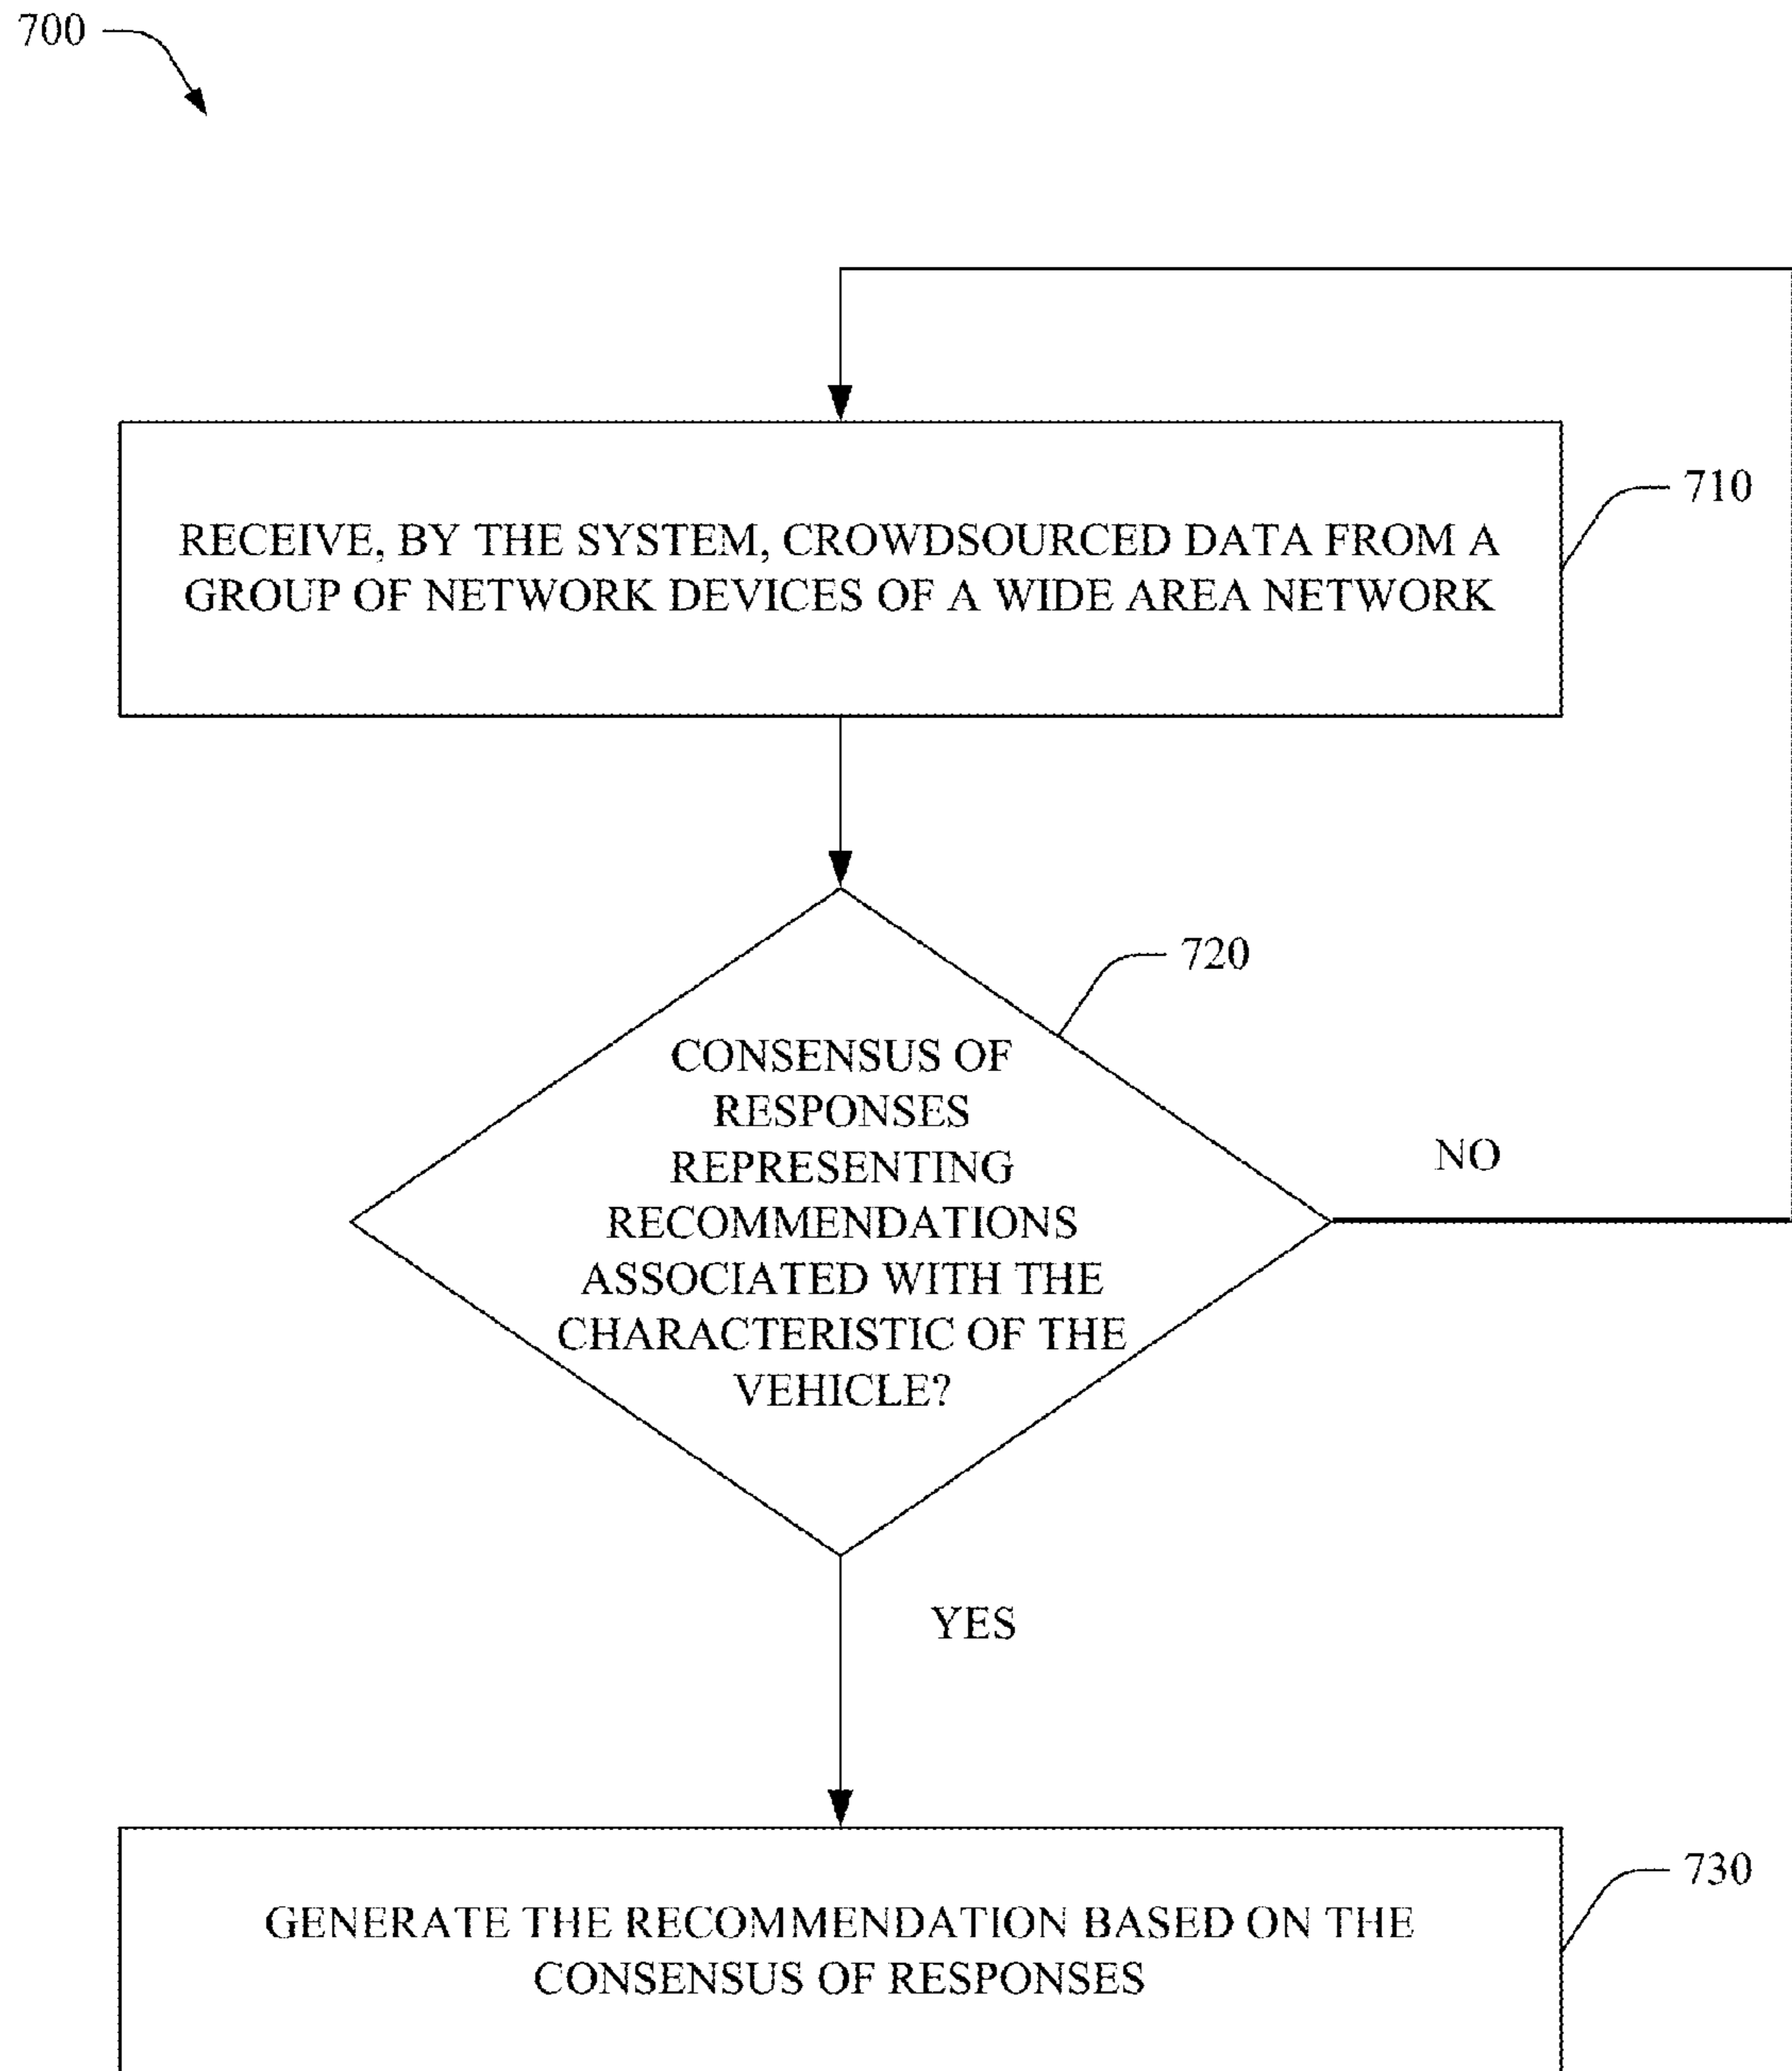 700
RECEIVE, BY THE SYSTEM, CROWDSOURCED DATA FROM A
GROUP OF NETWORK DEVICES OF A WIDE AREA NETWORK
710
720
CONSENSUS OF
RESPONSES
REPRESENTING
RECOMMENDATIONS
ASSOCIATED WITH THE
CHARACTERISTIC OF THE
VEHICLE?
NO
YES
730
GENERATE THE RECOMMENDATION BASED ON THE
CONSENSUS OF RESPONSES